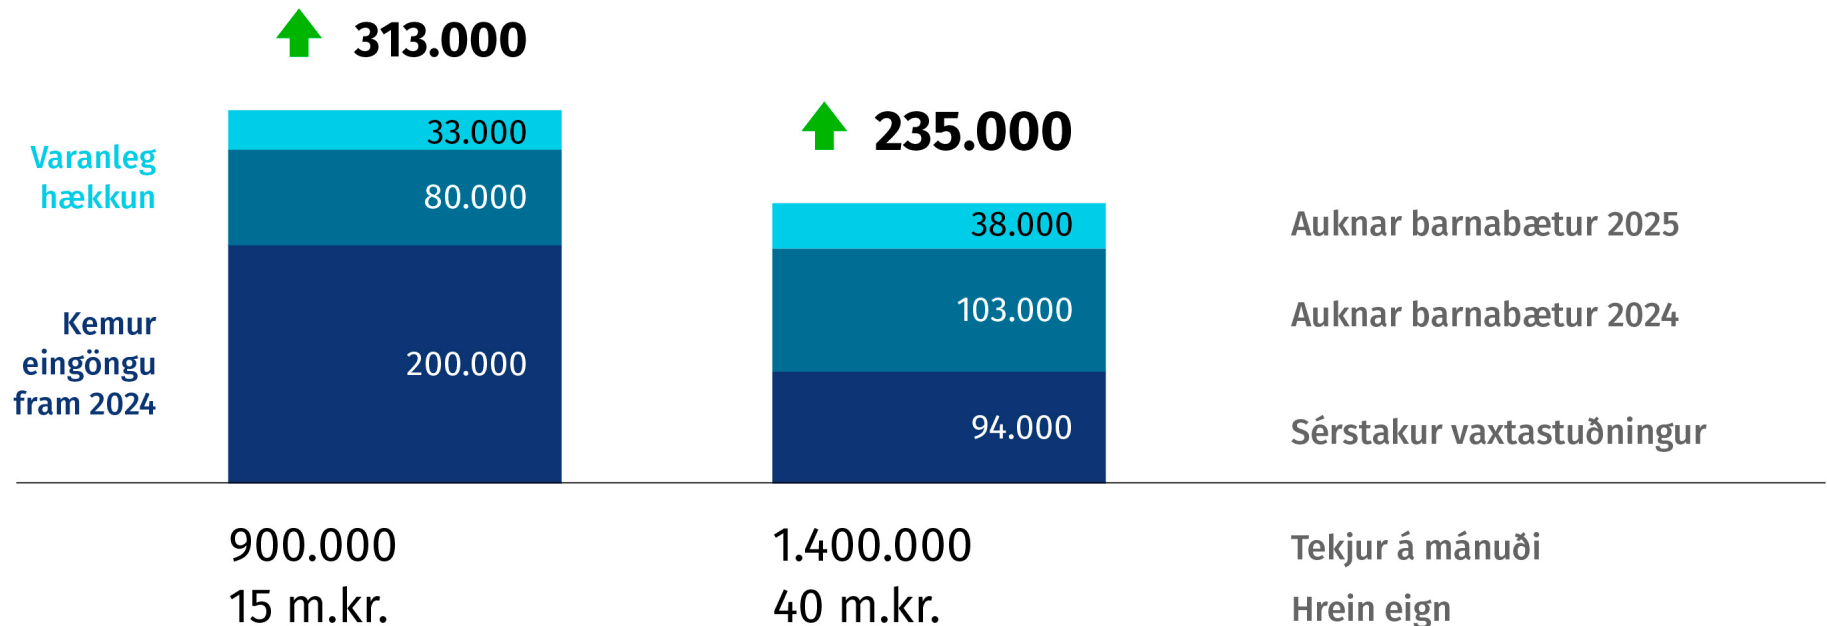 313.000
235.000
Varanleg
hækkun
33.000
80.000
38.000
103.000
Auknar barnabætur 2025
Auknar barnabætur 2024
Kemur
eingöngu
fram 2024
200.000
94.000
Sérstakur vaxtastuðningur
900.000
1.400.000
Tekjur á mánuði
15 m.kr.
40 m.kr.
Hrein eign